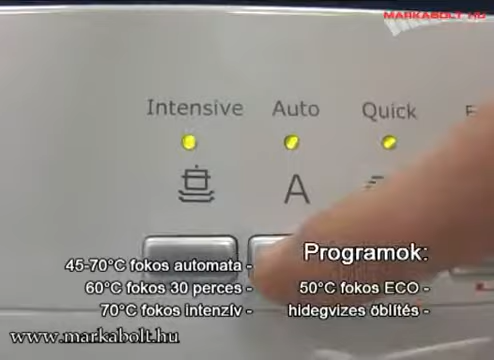 MARKABOLT.HU
Intensive Auto Quick
A
Programok:
45-70°C fokos automata -
60°C fokos 30 perces - 50°C fokos ECO -
70°C fokos intenzív - hidegvizes öblítés -
www.markabolt.hu